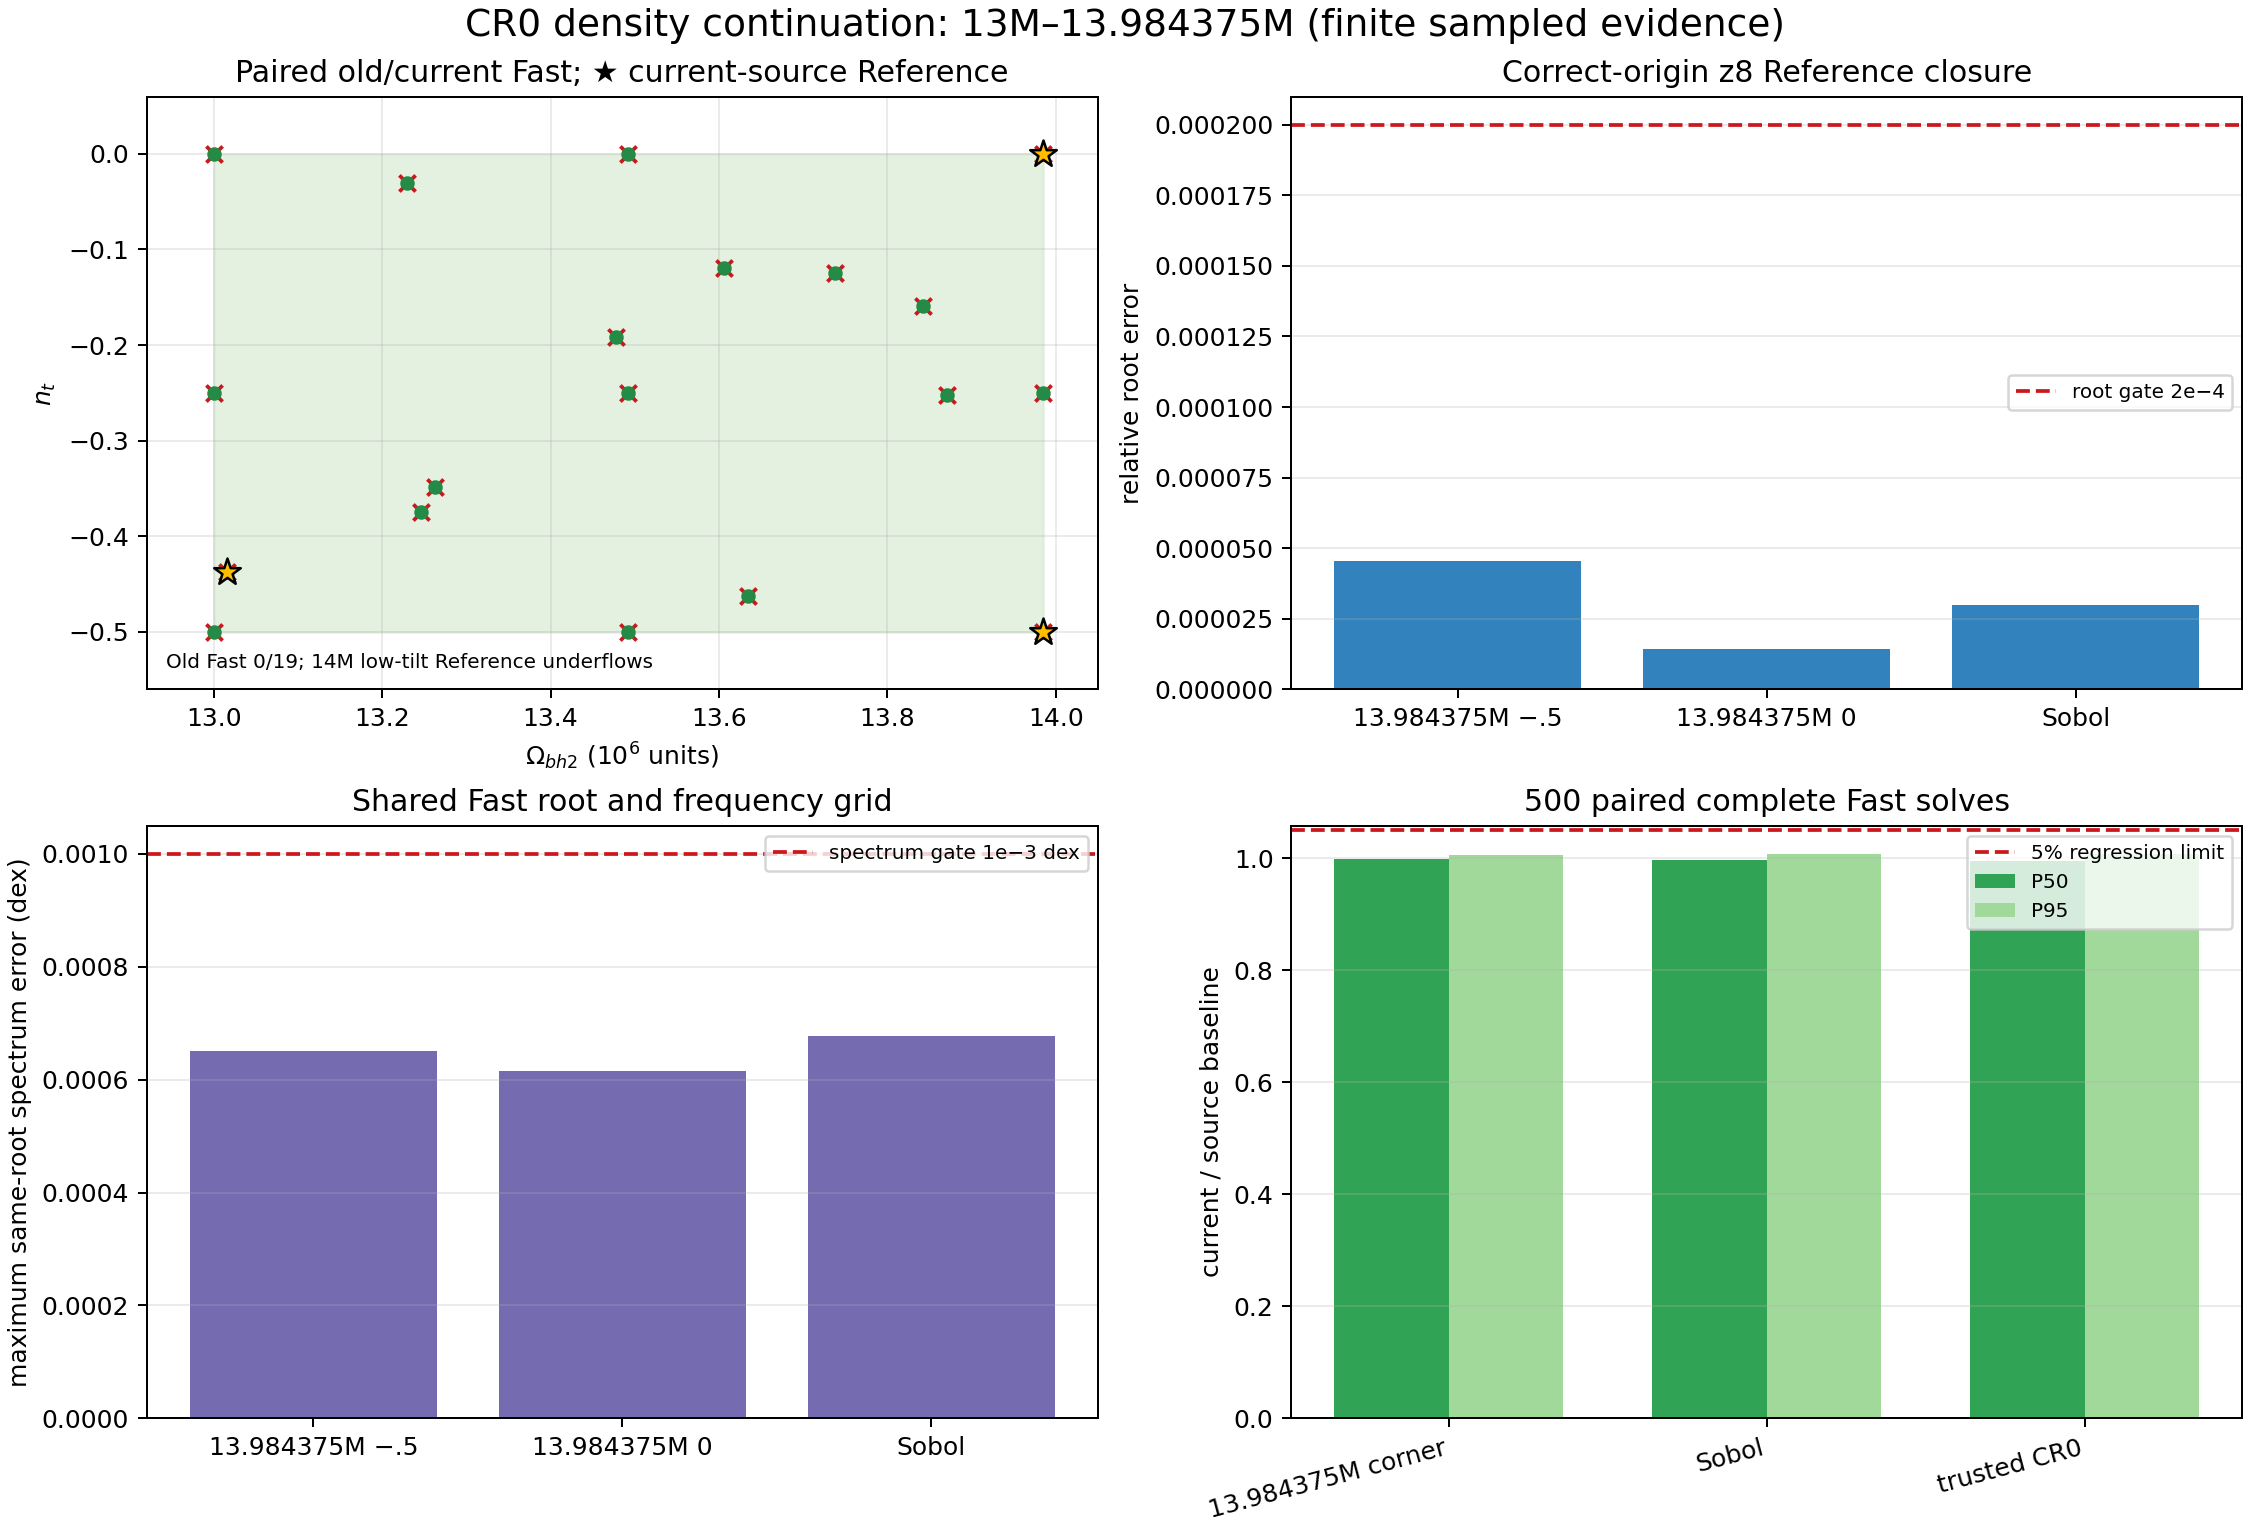 CR0 density continuation: 13M–13.984375M (finite sampled evidence)
Paired old/current Fast; ★ current-source Reference
0.0
−0.1
−0.2
−0.3
−0.4
−0.5
n_t
Old Fast 0/19; 14M low-tilt Reference underflows
13.0 13.2 13.4 13.6 13.8 14.0
Ω_{bh2} (10^6 units)
Correct-origin z8 Reference closure
0.000200
0.000175
0.000150
0.000125
0.000100
0.000075
0.000050
0.000025
0.000000
relative root error
root gate 2e−4
13.984375M −.5 13.984375M 0 Sobol
Shared Fast root and frequency grid
0.0010
0.0008
0.0006
0.0004
0.0002
0.0000
maximum same-root spectrum error (dex)
spectrum gate 1e−3 dex
13.984375M −.5 13.984375M 0 Sobol
500 paired complete Fast solves
1.0
0.8
0.6
0.4
0.2
0.0
current / source baseline
5% regression limit
P50
P95
13.984375M corner Sobol trusted CR0